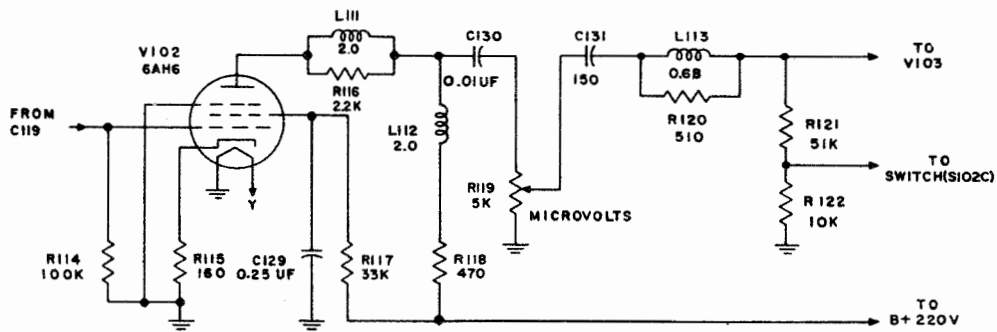 V102
6AH6
L111
2.0
R116
2.2K
C130
0.01UF
C131
150
L113
0.68
R120
510
TO
V103
FROM
C119
L112
2.0
R121
51K
TO
SWITCH(S102C)
R119
5K
MICROVOLTS
R122
10K
Y
R114
100K
R115
160
C129
0.25 UF
R117
33K
R118
470
TO
B+ 220V